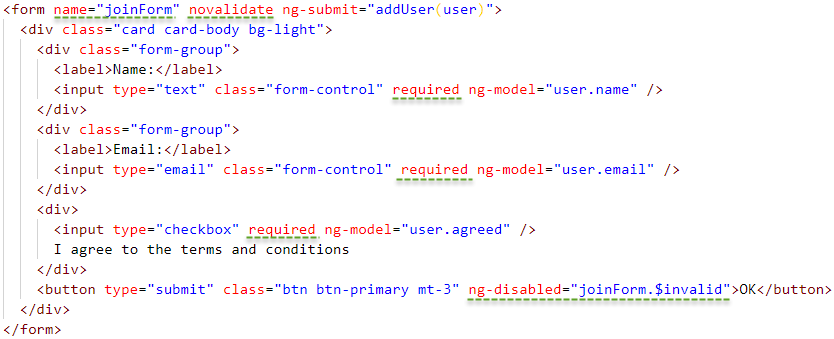 <form name="joinForm" novalidate ng-submit="addUser(user)">
<div class="card card-body bg-light">
<div class="form-group">
<label>Name:</label>
<input type="text" class="form-control" required ng-model="user.name" />
</div>
<div class="form-group">
<label>Email:</label>
<input type="email" class="form-control" required ng-model="user.email" />
</div>
<div>
<input type="checkbox" required ng-model="user.agreed" />
I agree to the terms and conditions
</div>
<button type="submit" class="btn btn-primary mt-3" ng-disabled="joinForm.$invalid">OK</button>
</div>
</form>